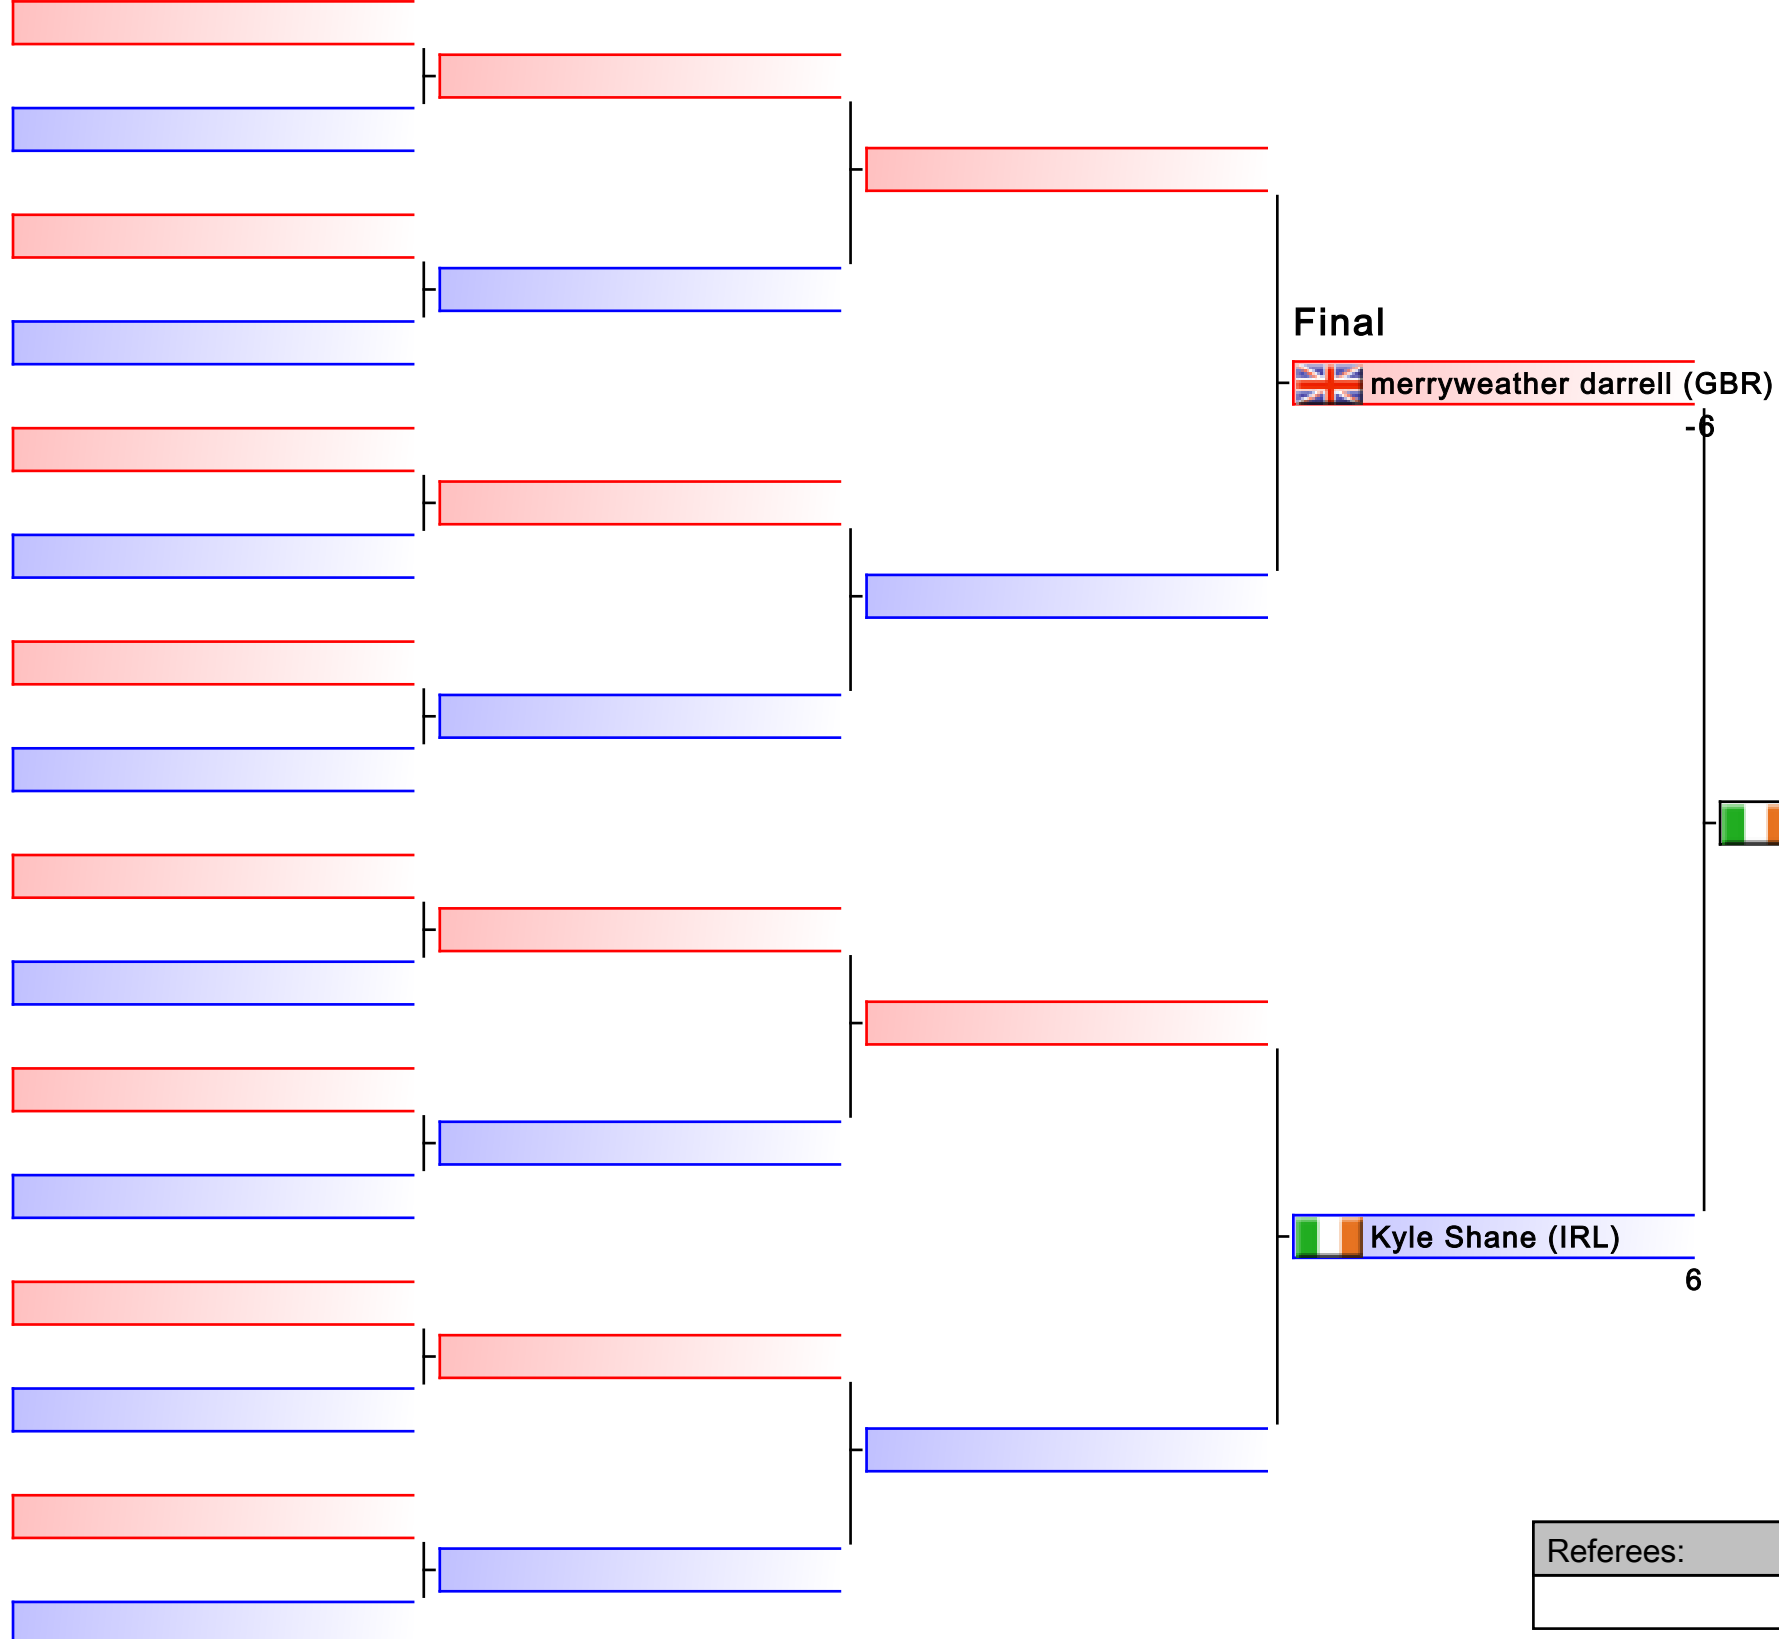 Final
merryweather darrell (GBR)
-6
Kyle Shane (IRL)
6
Referees: